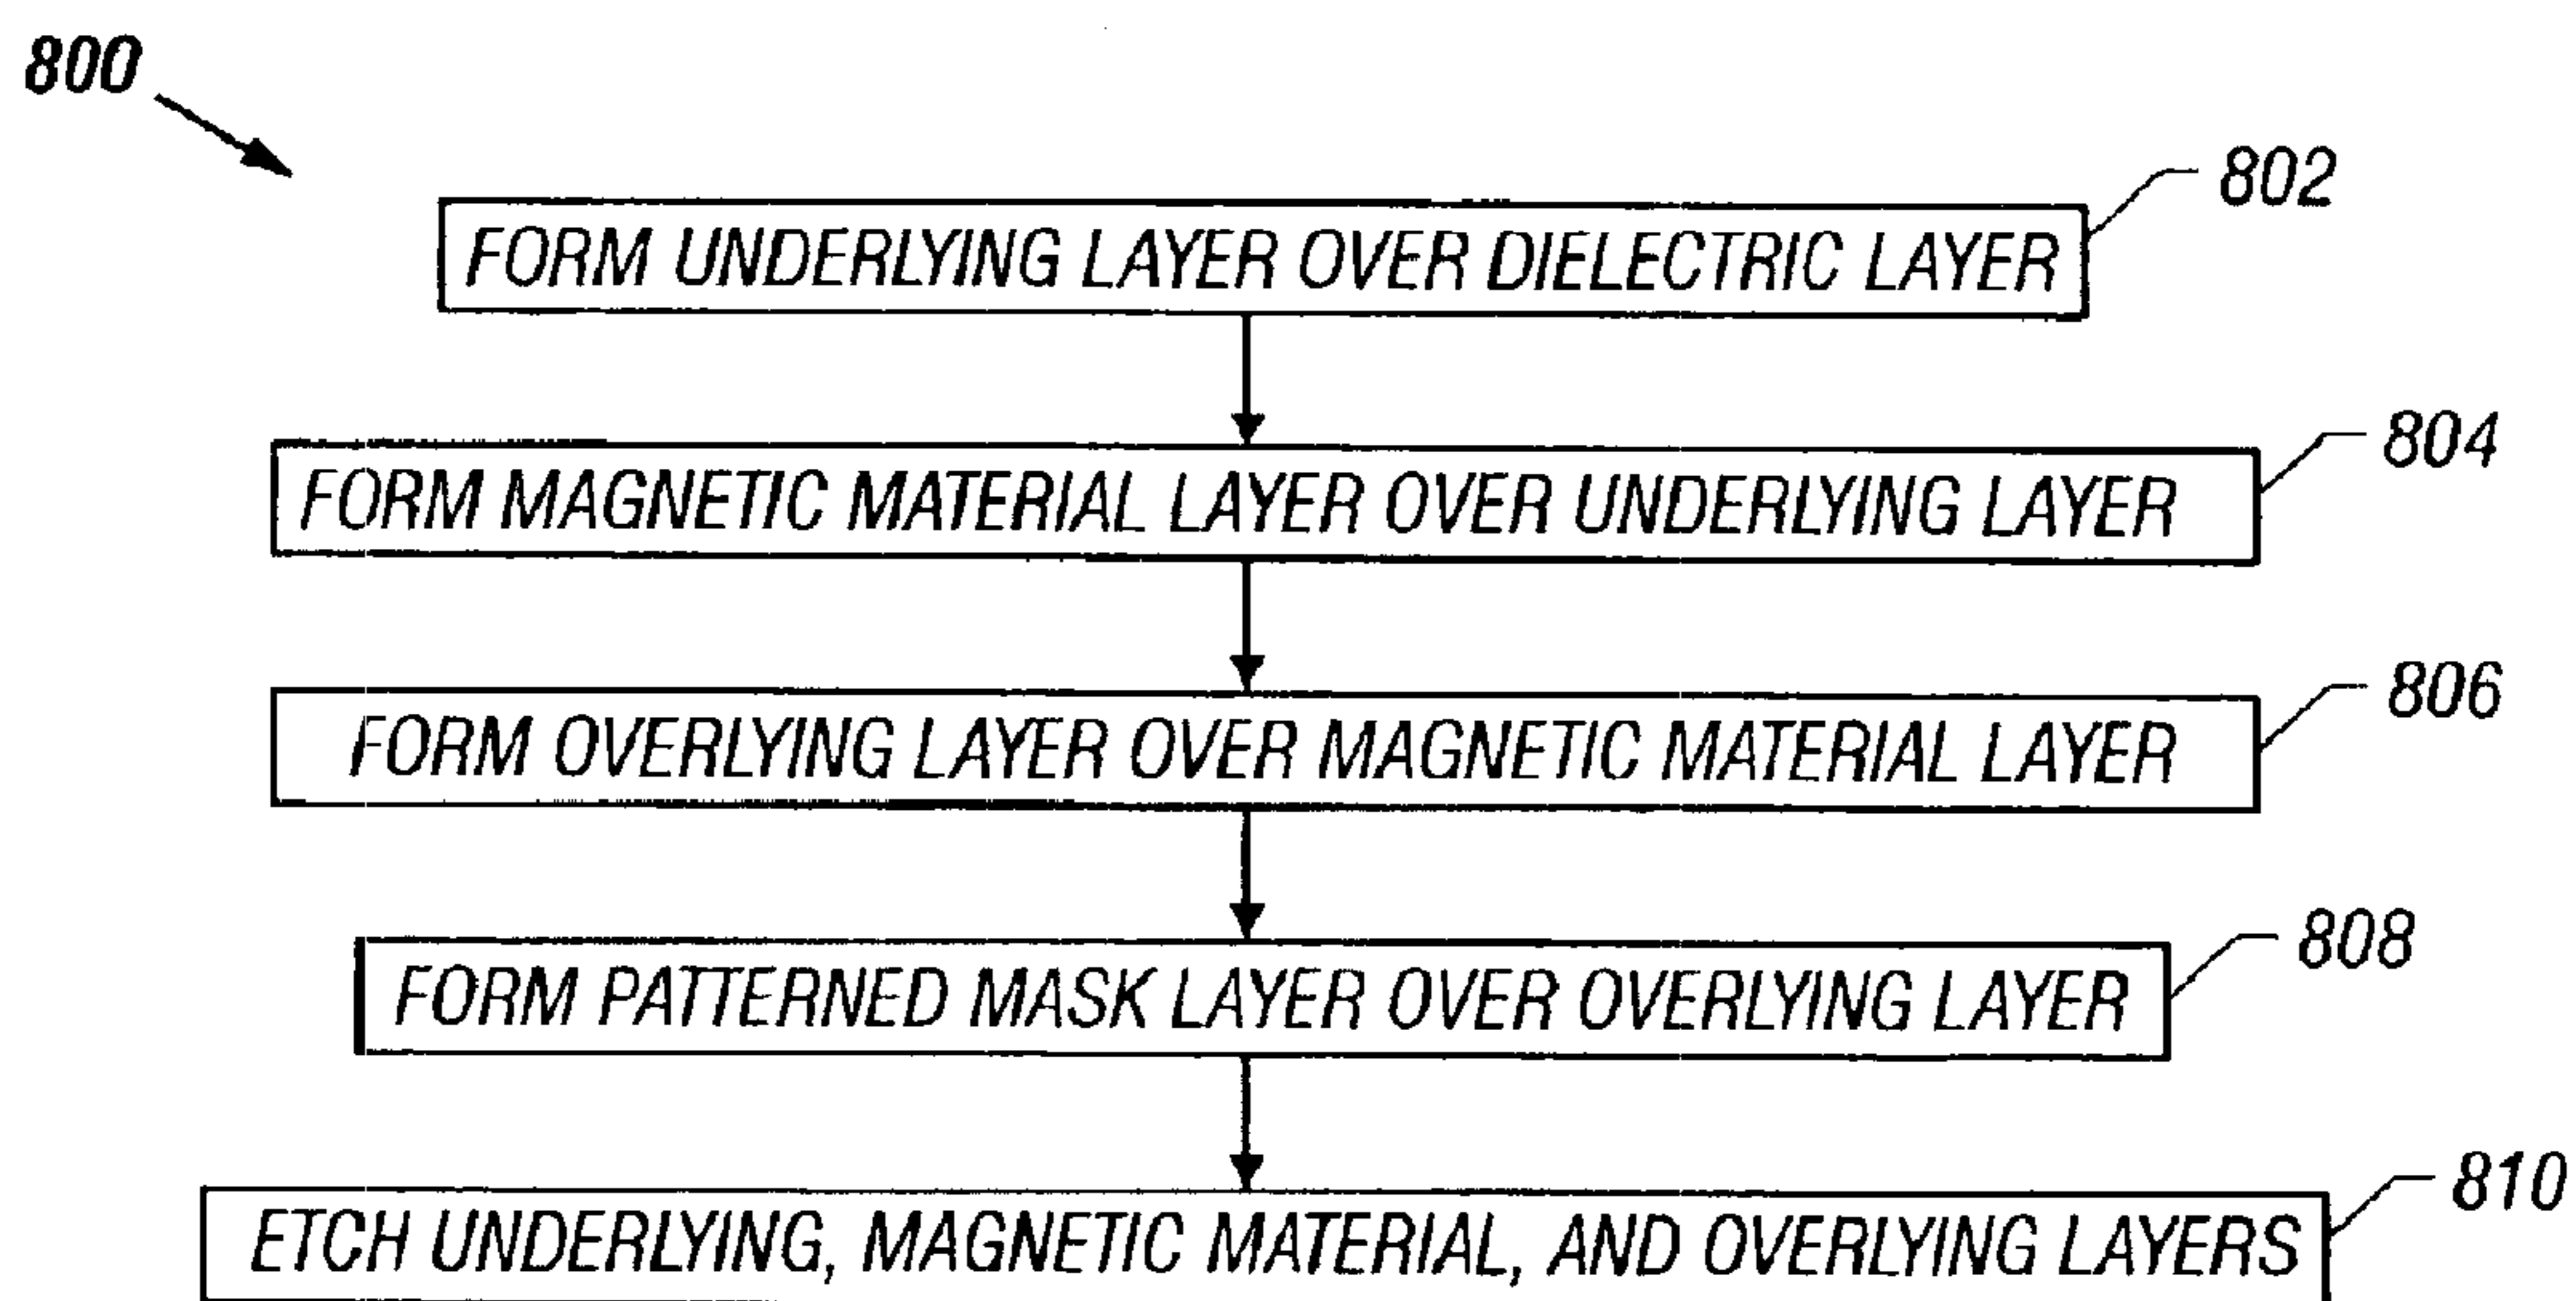 800
802
FORM UNDERLYING LAYER OVER DIELECTRIC LAYER
804
FORM MAGNETIC MATERIAL LAYER OVER UNDERLYING LAYER
806
FORM OVERLYING LAYER OVER MAGNETIC MATERIAL LAYER
808
FORM PATTERNED MASK LAYER OVER OVERLYING LAYER
810
ETCH UNDERLYING, MAGNETIC MATERIAL, AND OVERLYING LAYERS